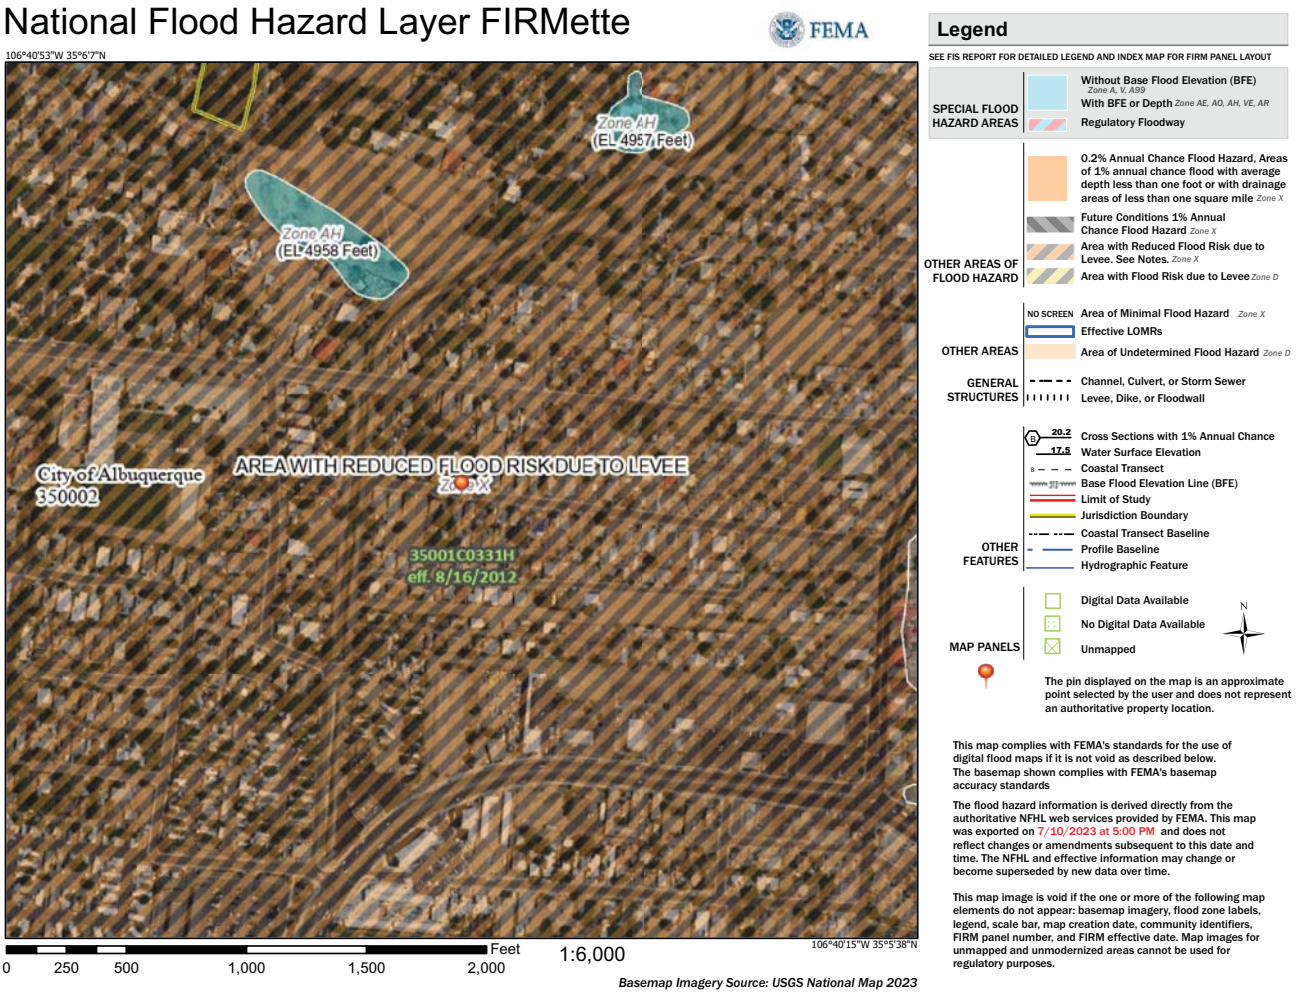 National Flood Hazard Layer FIRMette
FEMA
106°40'53"W 35°6'7"N
Zone AH
(EL 4957 Feet)
Zone AH
(EL 4958 Feet)
City of Albuquerque
350002
AREA WITH REDUCED FLOOD RISK DUE TO LEVEE
Zone X
35001C0331H
eff. 8/16/2012
106°40'15"W 35°5'38"N
Feet
1:6,000
0 250 500 1,000 1,500 2,000
Basemap Imagery Source: USGS National Map 2023
Legend
SEE FIS REPORT FOR DETAILED LEGEND AND INDEX MAP FOR FIRM PANEL LAYOUT
SPECIAL FLOOD
HAZARD AREAS
Without Base Flood Elevation (BFE)
Zone A, V, A99
With BFE or Depth Zone AE, AO, AH, VE, AR
Regulatory Floodway
0.2% Annual Chance Flood Hazard, Areas
of 1% annual chance flood with average
depth less than one foot or with drainage
areas of less than one square mile Zone X
Future Conditions 1% Annual
Chance Flood Hazard Zone X
Area with Reduced Flood Risk due to
Levee. See Notes. Zone X
Area with Flood Risk due to Levee Zone D
OTHER AREAS OF
FLOOD HAZARD
NO SCREEN Area of Minimal Flood Hazard Zone X
Effective LOMRs
OTHER AREAS
Area of Undetermined Flood Hazard Zone D
GENERAL
STRUCTURES
Channel, Culvert, or Storm Sewer
Levee, Dike, or Floodwall
B 20.2 Cross Sections with 1% Annual Chance
17.5 Water Surface Elevation
8 Coastal Transect
Base Flood Elevation Line (BFE)
Limit of Study
Jurisdiction Boundary
Coastal Transect Baseline
OTHER
FEATURES
Profile Baseline
Hydrographic Feature
Digital Data Available
No Digital Data Available
Unmapped
MAP PANELS
N
The pin displayed on the map is an approximate
point selected by the user and does not represent
an authoritative property location.
This map complies with FEMA's standards for the use of
digital flood maps if it is not void as described below.
The basemap shown complies with FEMA's basemap
accuracy standards
The flood hazard information is derived directly from the
authoritative NFHL web services provided by FEMA. This map
was exported on 7/10/2023 at 5:00 PM and does not
reflect changes or amendments subsequent to this date and
time. The NFHL and effective information may change or
become superseded by new data over time.
This map image is void if the one or more of the following map
elements do not appear: basemap imagery, flood zone labels,
legend, scale bar, map creation date, community identifiers,
FIRM panel number, and FIRM effective date. Map images for
unmapped and unmodernized areas cannot be used for
regulatory purposes.